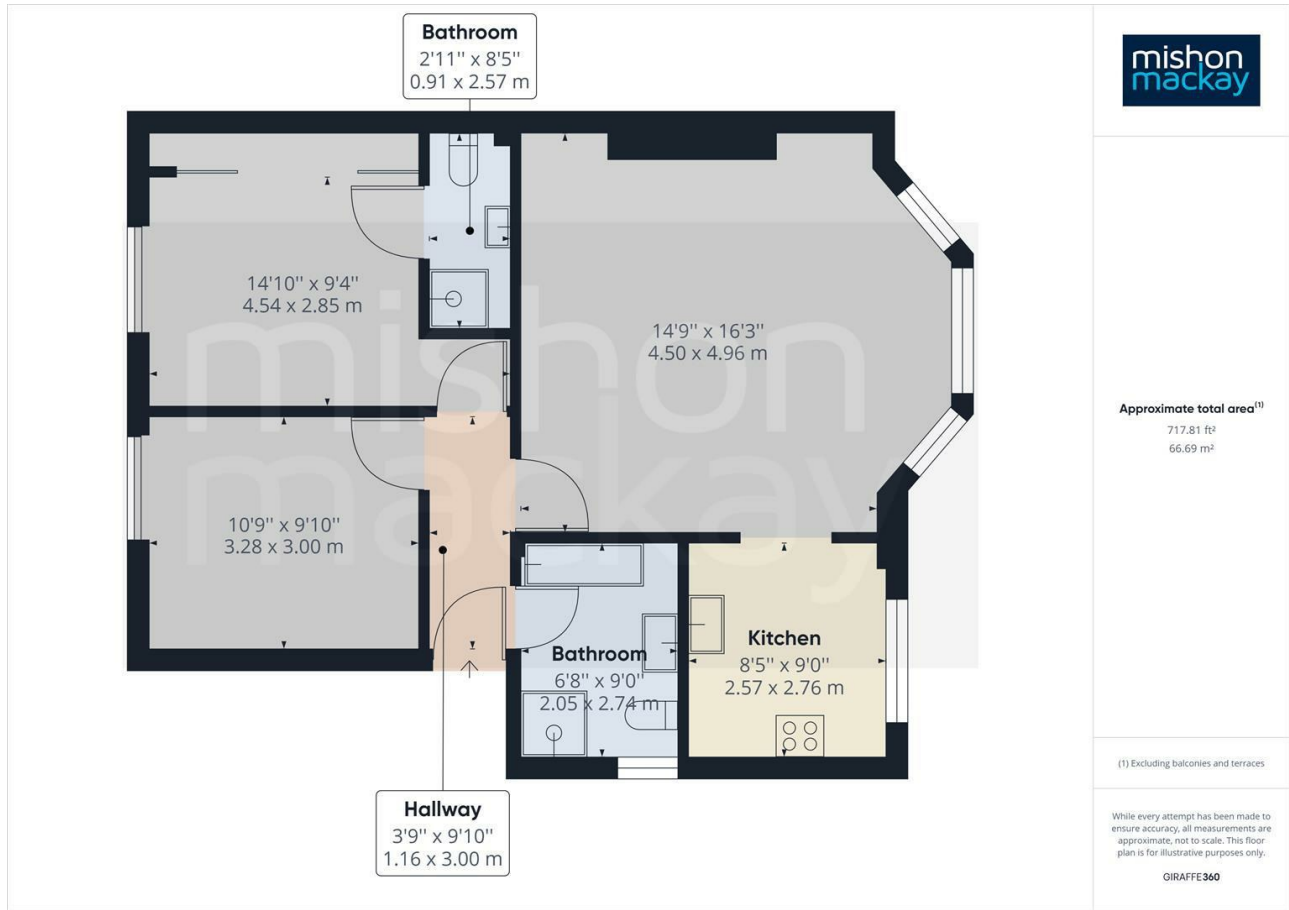 Bathroom
2'11'' x 8'5''
0.91 x 2.57 m
14'10'' x 9'4''
4.54 x 2.85 m
14'9'' x 16'3''
4.50 x 4.96 m
mishon
mackay
10'9'' x 9'10''
3.28 x 3.00 m
Bathroom
6'8'' x 9'0''
2.05 x 2.74 m
Kitchen
8'5'' x 9'0''
2.57 x 2.76 m
Hallway
3'9'' x 9'10''
1.16 x 3.00 m
mishon
mackay
Approximate total area(1)
717.81 ft²
66.69 m²
(1) Excluding balconies and terraces
While every attempt has been made to
ensure accuracy, all measurements are
approximate, not to scale. This floor
plan is for illustrative purposes only.
GIRAFFE360